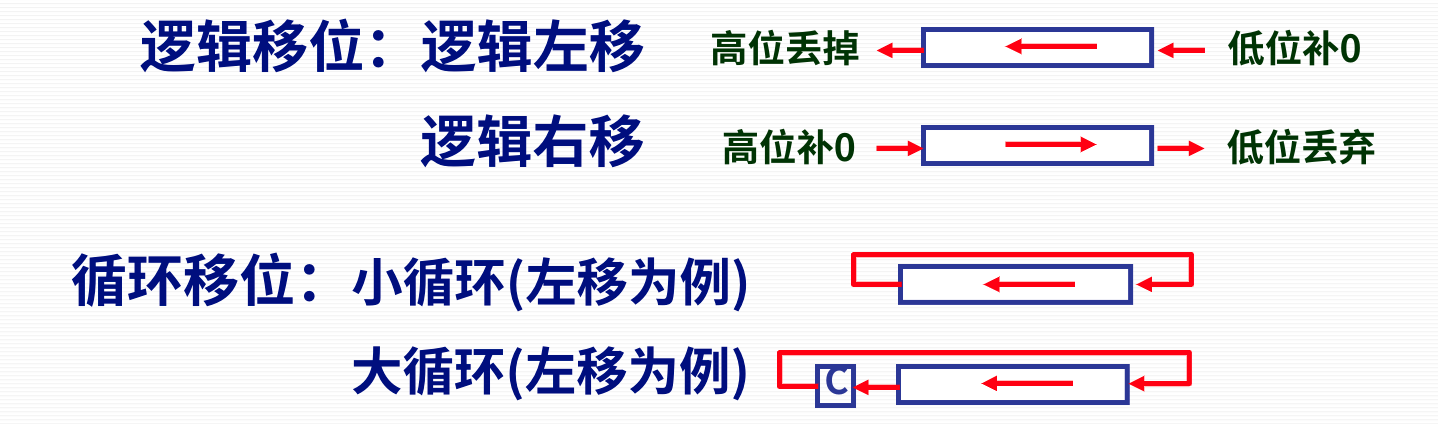 逻辑移位：逻辑左移 高位丢掉 低位补0
逻辑右移 高位补0 低位丢弃
循环移位：小循环(左移为例)
大循环(左移为例) C